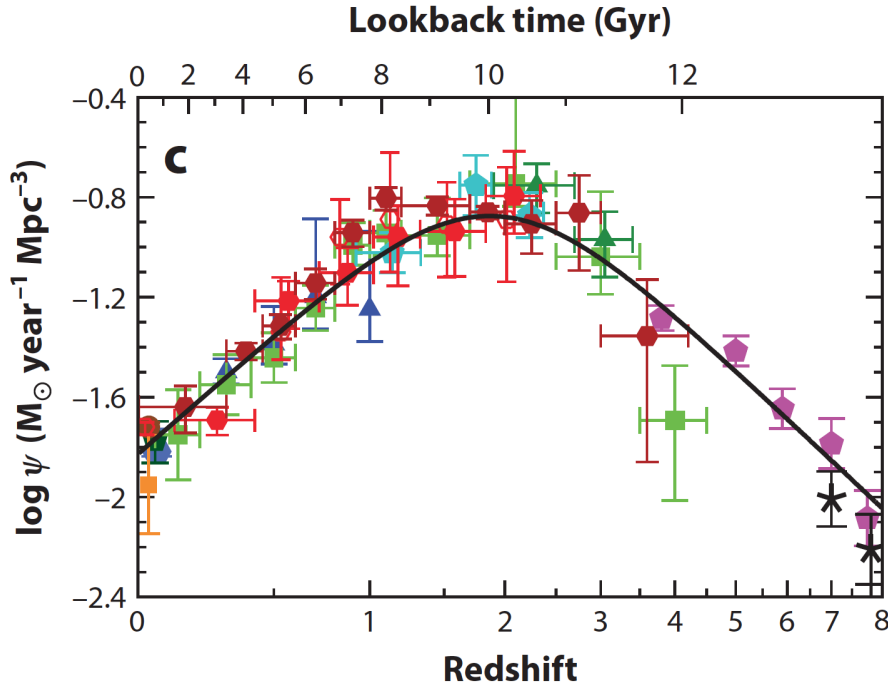 Lookback time (Gyr)
0 2 4 6 8 10 12
c
log ψ (M⊙ year−1 Mpc−3)
−0.4
−0.8
−1.2
−1.6
−2
−2.4
0 1 2 3 4 5 6 7 8
Redshift